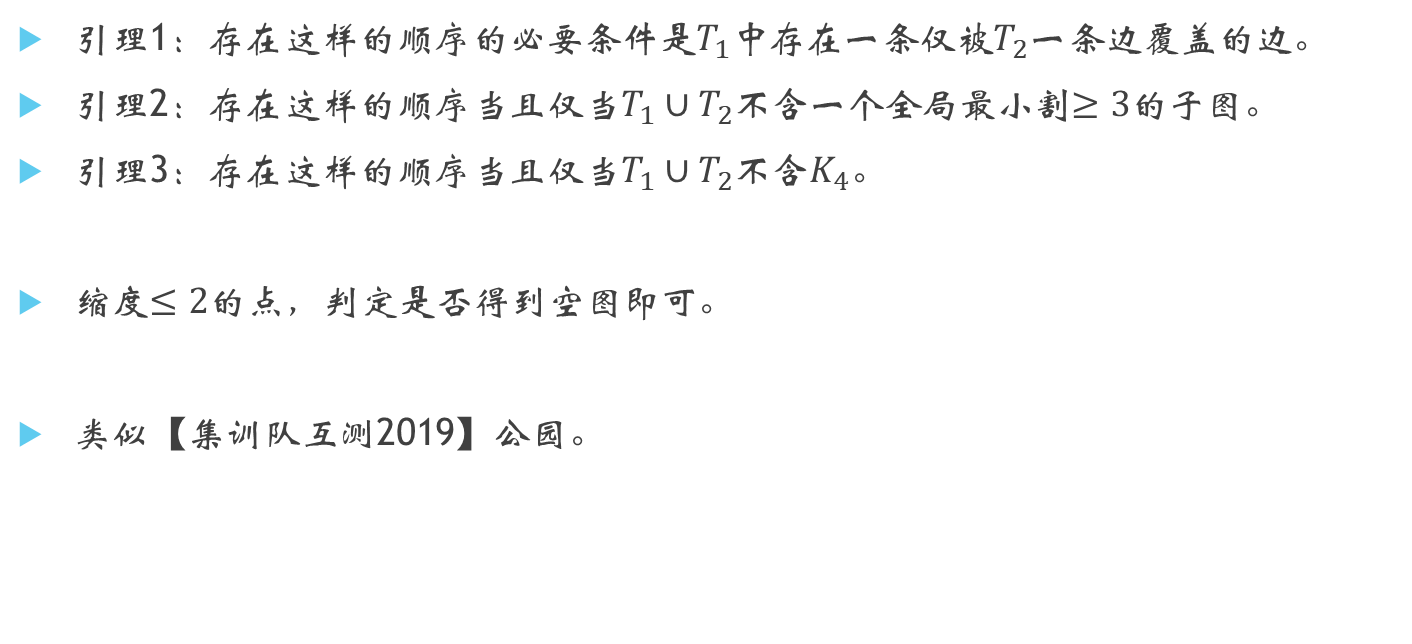 引理1：存在这样的顺序的必要条件是T₁中存在一条仅被T₂一条边覆盖的边。
引理2：存在这样的顺序当且仅当T₁ ∪ T₂不含一个全局最小割≥ 3的子图。
引理3：存在这样的顺序当且仅当T₁ ∪ T₂不含K₄。
缩度≤ 2的点，判定是否得到空图即可。
类似【集训队互测2019】公园。